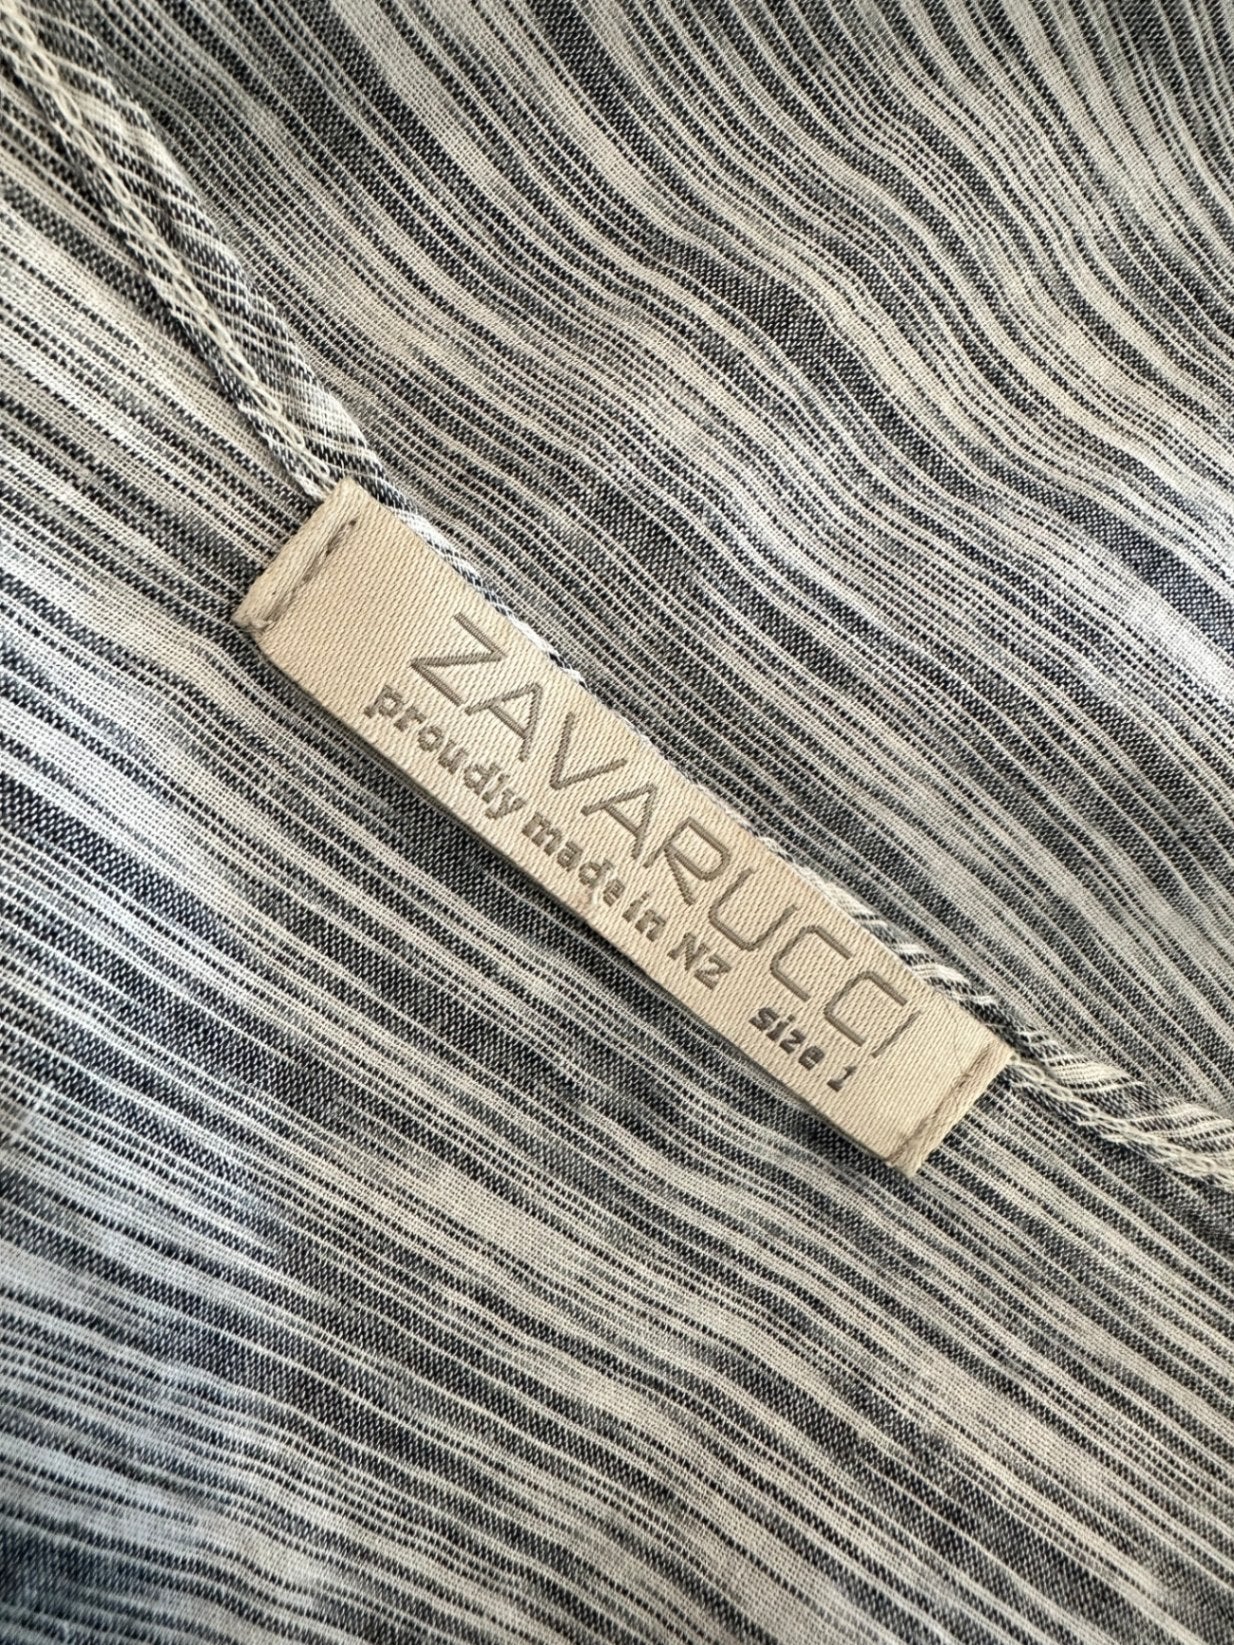 ZAVARUCCI
proudly made in NZ size 1